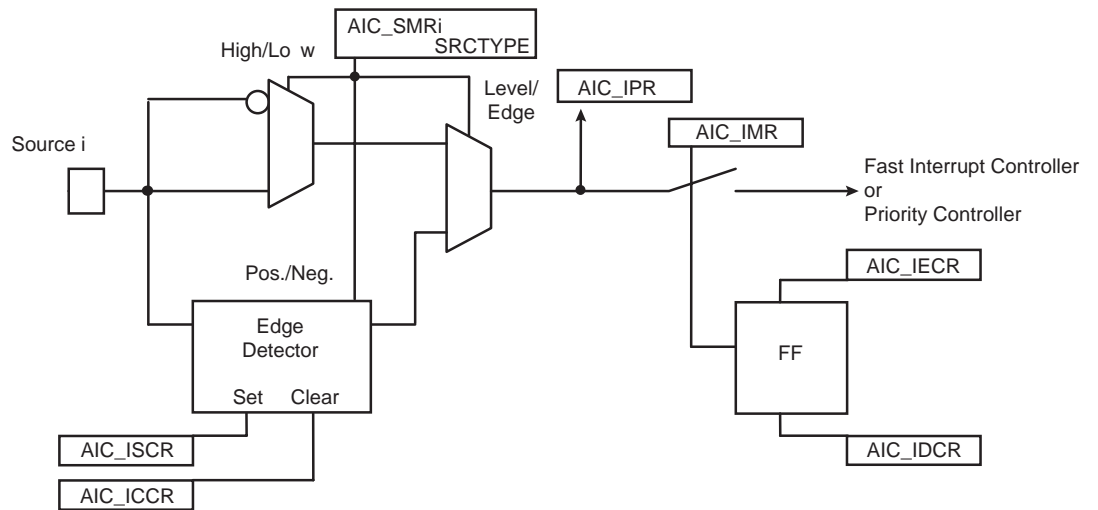 AIC_SMRi
SRCTYPE
High/Lo w
Level/
Edge
AIC_IPR
AIC_IMR
Source i
Fast Interrupt Controller
or
Priority Controller
AIC_IECR
Pos./Neg.
Edge
Detector
FF
Set Clear
AIC_ISCR
AIC_IDCR
AIC_ICCR